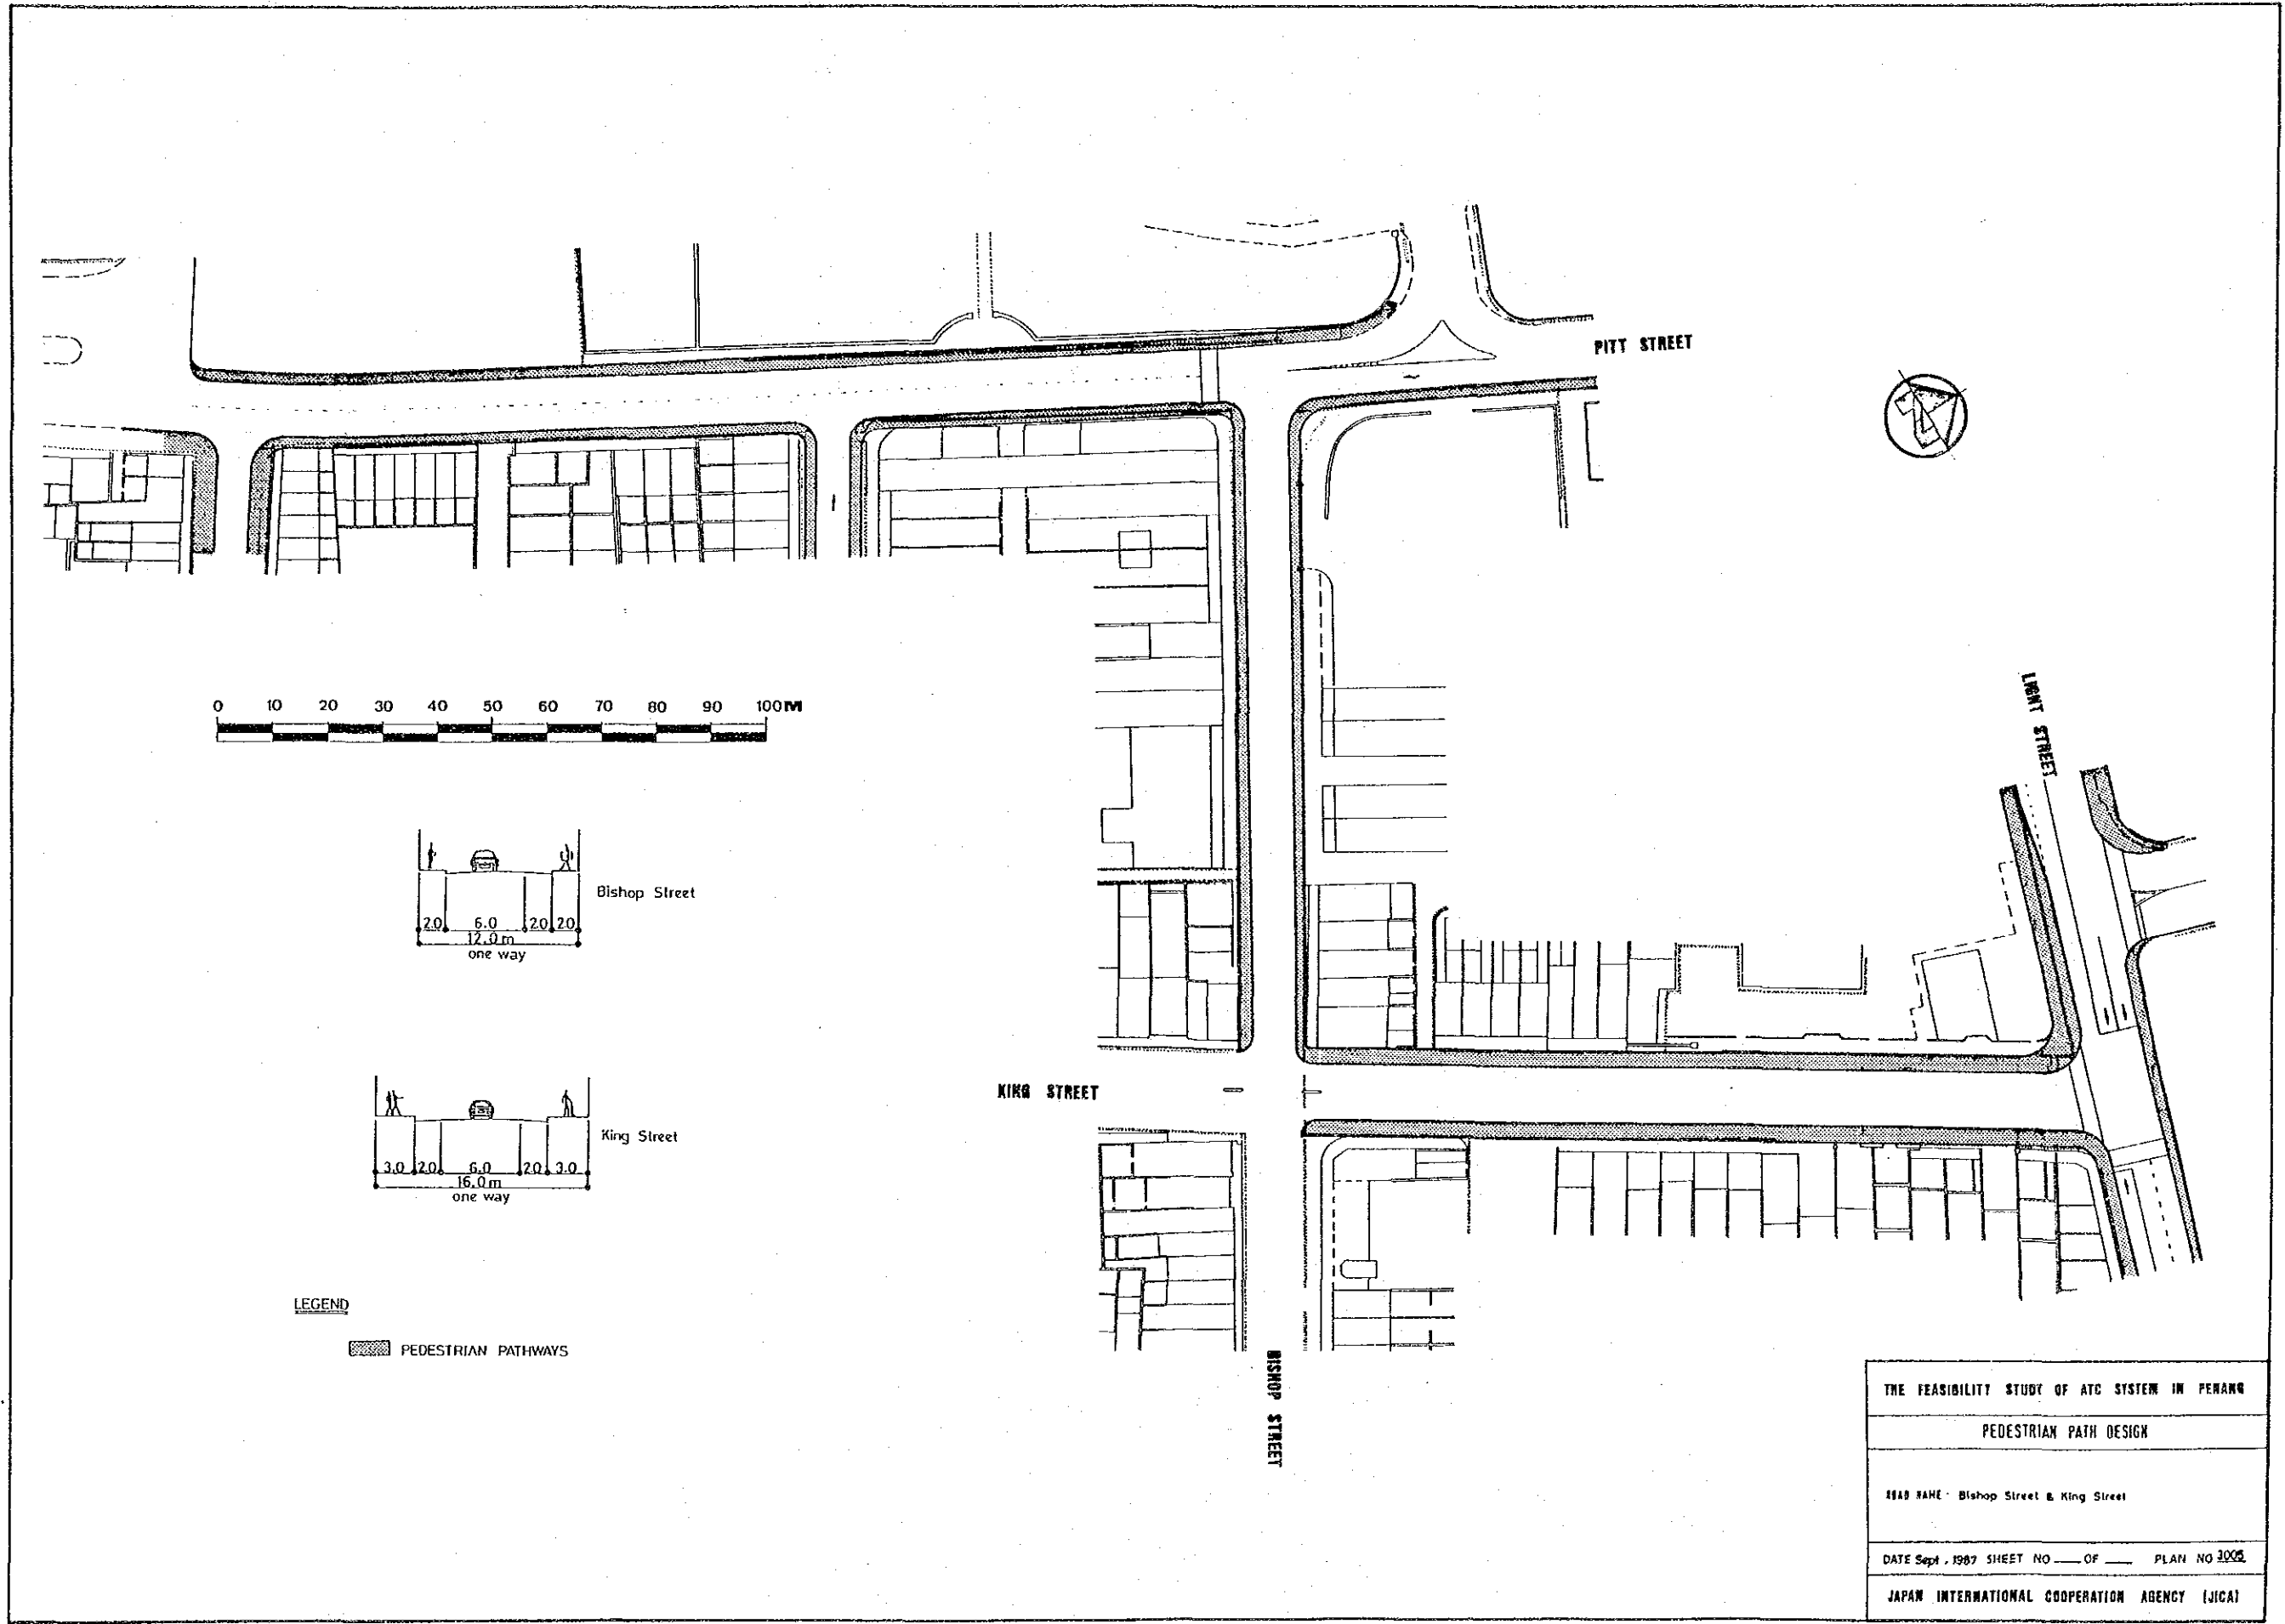 PITT STREET
LIGHT STREET
0 10 20 30 40 50 60 70 80 90 100M
Bishop Street
2.0 6.0 2.0 2.0
12.0 m
one way
KING STREET
King Street
3.0 2.0 6.0 2.0 3.0
16.0 m
one way
LEGEND
PEDESTRIAN PATHWAYS
BISHOP STREET
THE FEASIBILITY STUDY OF ATC SYSTEM IN PENANG
PEDESTRIAN PATH DESIGN
ROAD NAME - Bishop Street & King Street
DATE Sept. 1987 SHEET NO OF PLAN NO 3005
JAPAN INTERNATIONAL COOPERATION AGENCY (JICA)